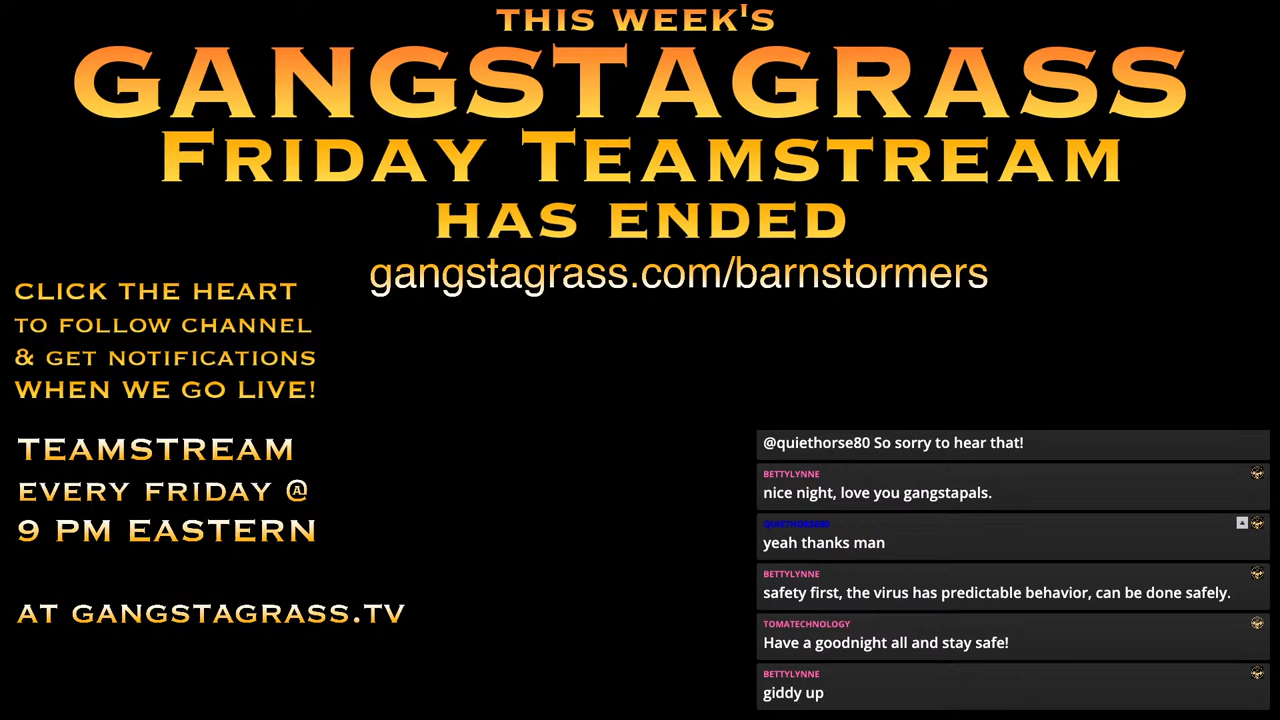 THIS WEEK'S
GANGSTAGRASS
FRIDAY TEAMSTREAM
HAS ENDED
gangstagrass.com/barnstormers
CLICK THE HEART
TO FOLLOW CHANNEL
& GET NOTIFICATIONS
WHEN WE GO LIVE!
TEAMSTREAM
EVERY FRIDAY @
9 PM EASTERN
AT GANGSTAGRASS.TV
@quiethorse80 So sorry to hear that!
BETTYLYNNE
nice night, love you gangstapals.
QUIETHORSE80
yeah thanks man
BETTYLYNNE
safety first, the virus has predictable behavior, can be done safely.
TOMATECHNOLOGY
Have a goodnight all and stay safe!
BETTYLYNNE
giddy up